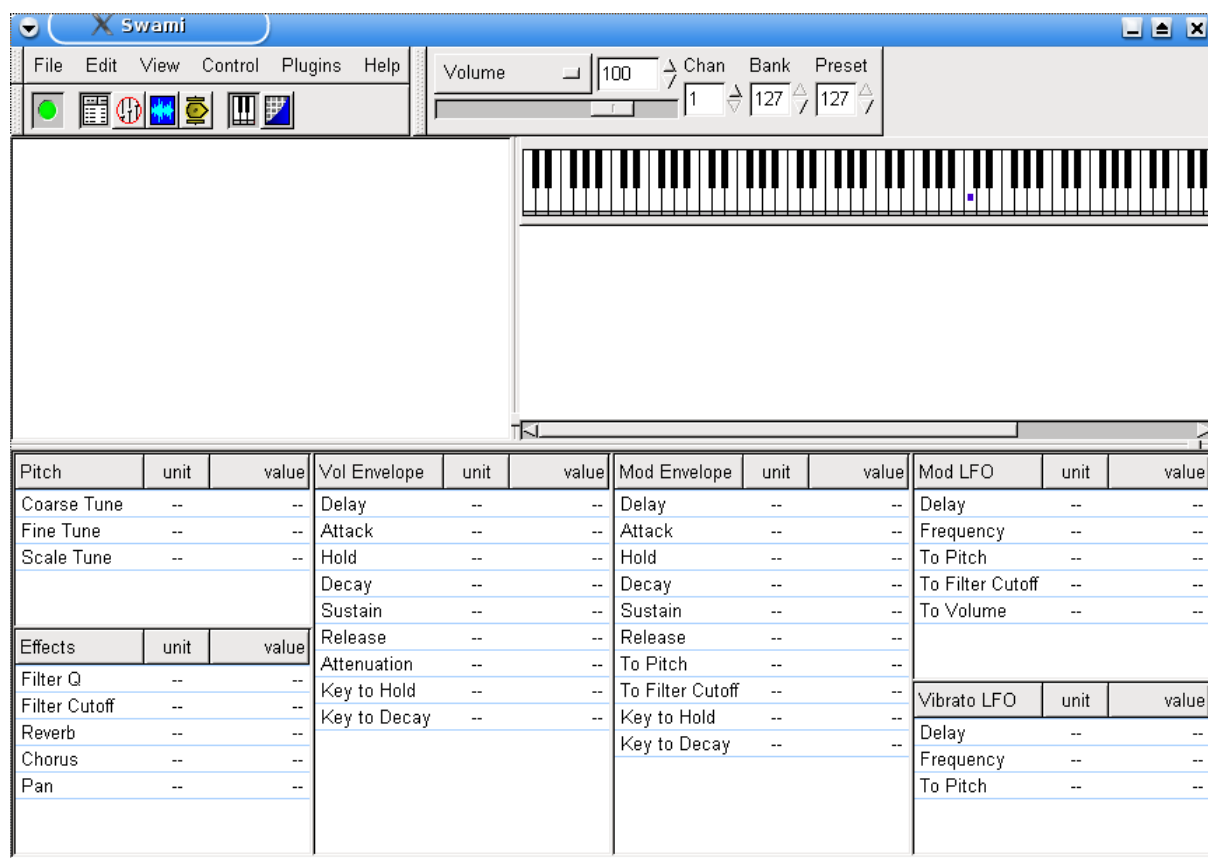 Swami
File Edit View Control Plugins Help
Volume 100 Chan Bank Preset
1 127 127
Pitch unit value
Coarse Tune -- --
Fine Tune -- --
Scale Tune -- --
Effects unit value
Filter Q -- --
Filter Cutoff -- --
Reverb -- --
Chorus -- --
Pan -- --
Vol Envelope unit value
Delay -- --
Attack -- --
Hold -- --
Decay -- --
Sustain -- --
Release -- --
Attenuation -- --
Key to Hold -- --
Key to Decay -- --
Mod Envelope unit value
Delay -- --
Attack -- --
Hold -- --
Decay -- --
Sustain -- --
Release -- --
To Pitch -- --
To Filter Cutoff -- --
Key to Hold -- --
Key to Decay -- --
Mod LFO unit value
Delay -- --
Frequency -- --
To Pitch -- --
To Filter Cutoff -- --
To Volume -- --
Vibrato LFO unit value
Delay -- --
Frequency -- --
To Pitch -- --